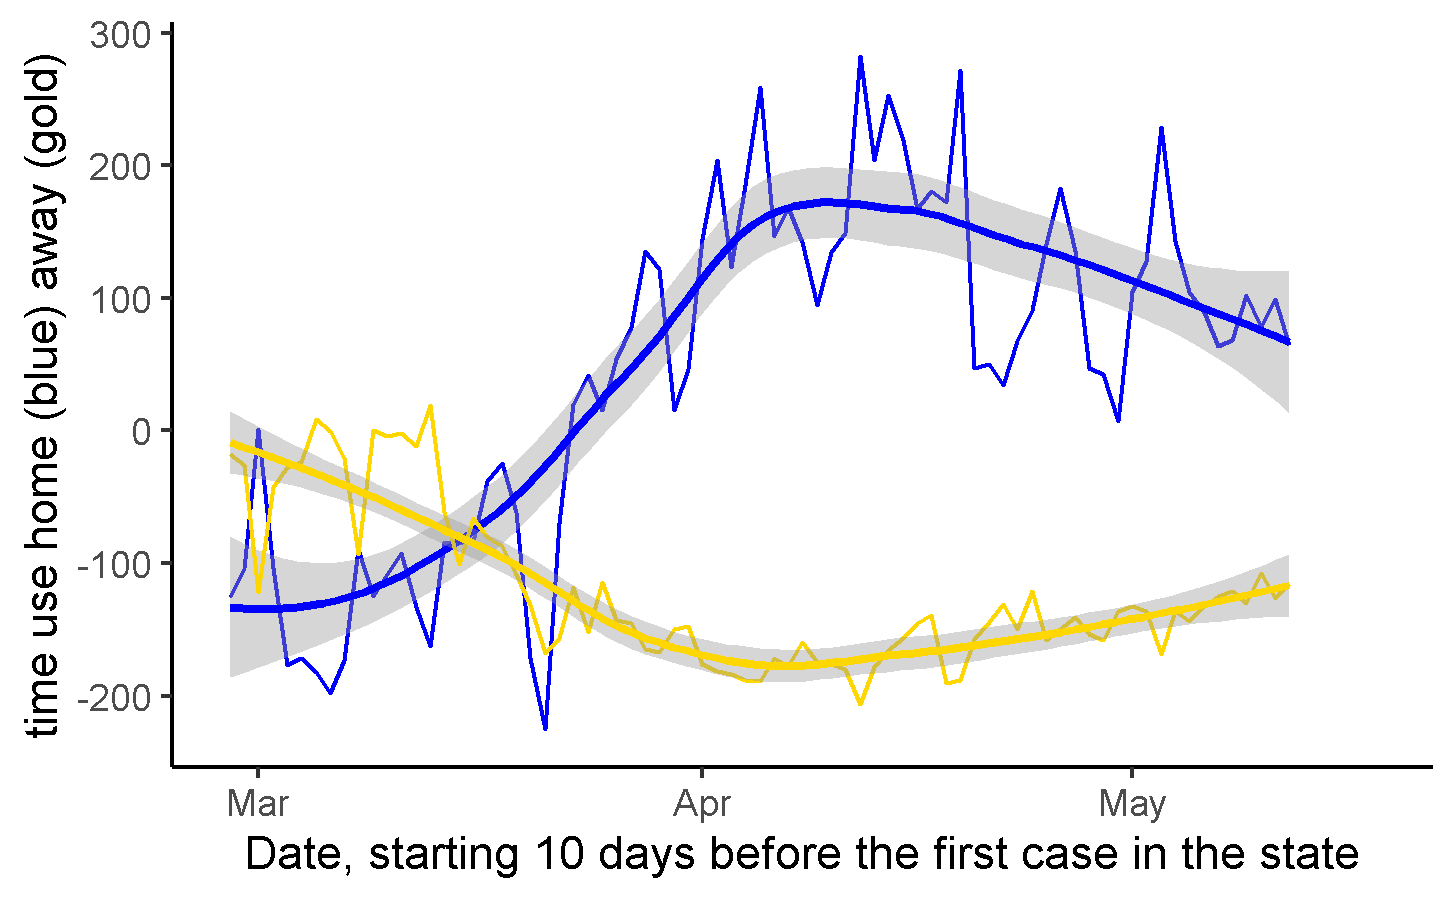 time use home (blue) away (gold)
300
200
100
0
-100
-200
Mar
Apr
May
Date, starting 10 days before the first case in the state